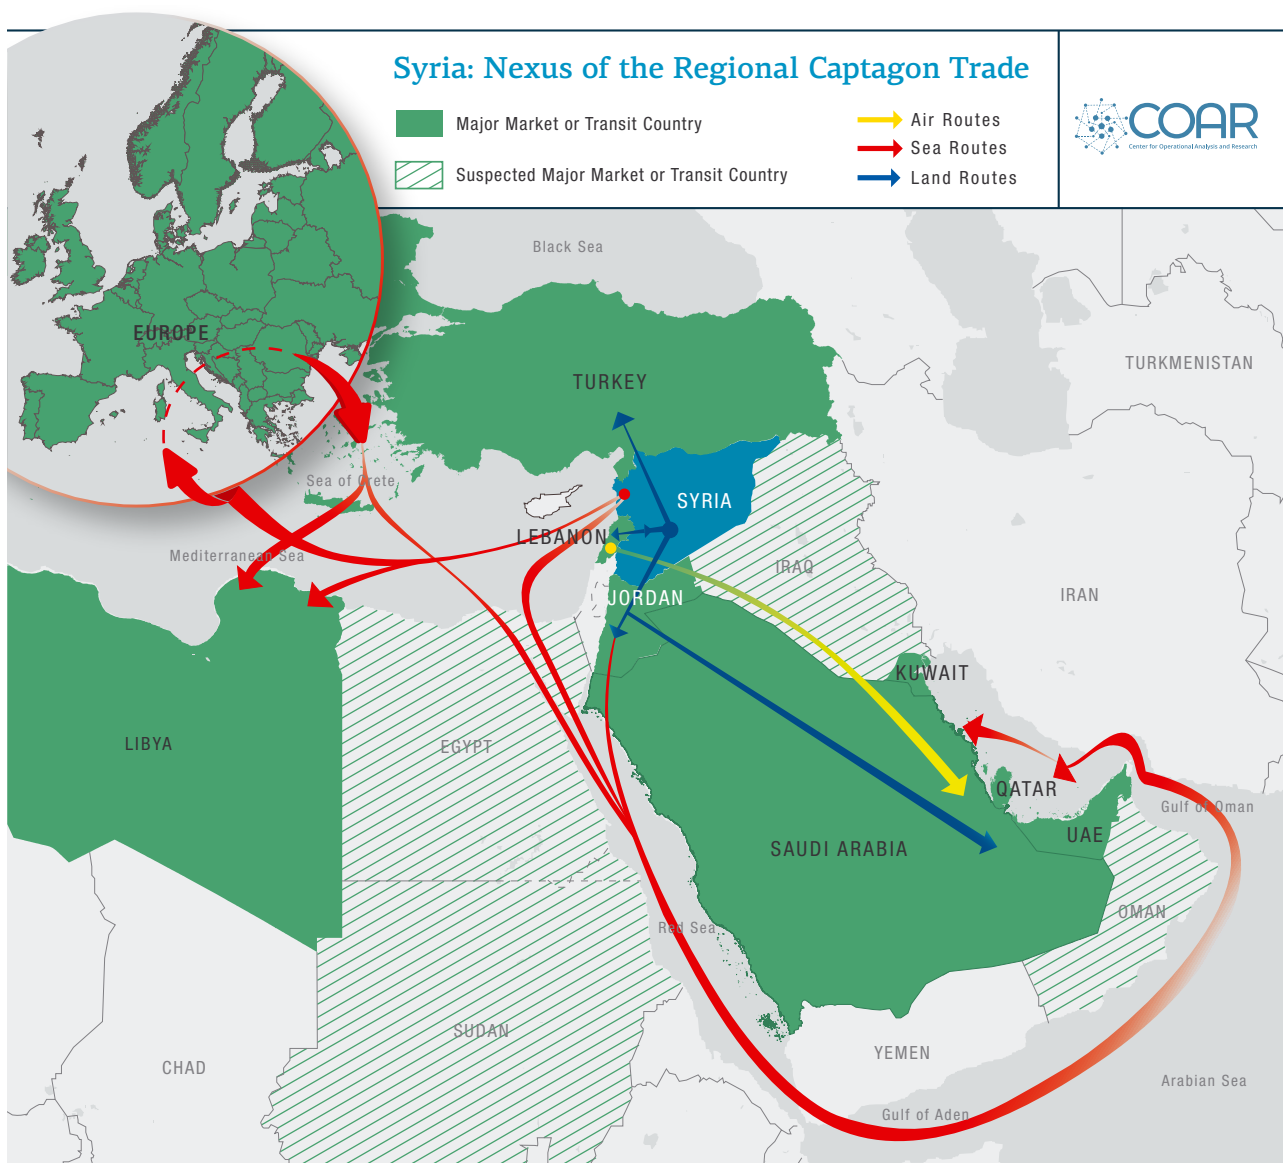 Syria: Nexus of the Regional Captagon Trade
Major Market or Transit Country
Suspected Major Market or Transit Country
Air Routes
Sea Routes
Land Routes
COAR
Center for Operational Analysis and Research
Black Sea
EUROPE
TURKEY
TURKMENISTAN
Sea of Crete
SYRIA
LEBANON
Mediterranean Sea
IRAQ
IRAN
JORDAN
KUWAIT
LIBYA
EGYPT
QATAR
Gulf of Oman
UAE
SAUDI ARABIA
OMAN
Red Sea
SUDAN
YEMEN
CHAD
Arabian Sea
Gulf of Aden